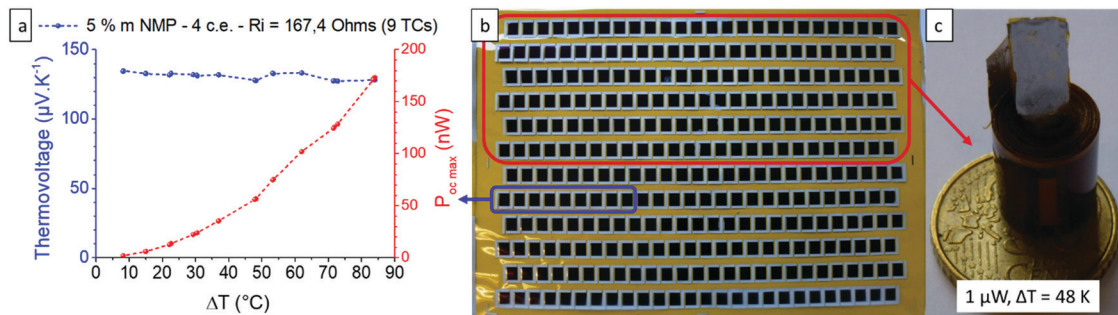 a
5 % m NMP - 4 c.e. - Ri = 167,4 Ohms (9 TCs)
Thermovoltage (µV.K⁻¹)
150
100
50
0
0 10 20 30 40 50 60 70 80 90
ΔT (°C)
200
150
100
50
0
P oc max (nW)
b
c
1 µW, ΔT = 48 K